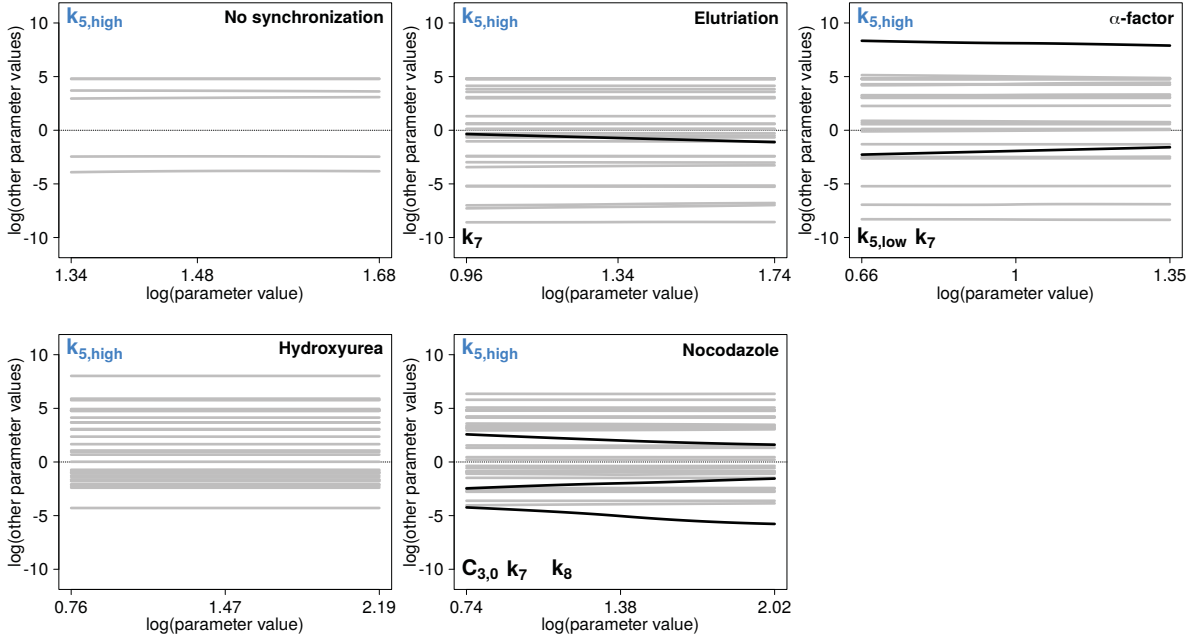 k5,high No synchronization
log(other parameter values)
10
5
0
-5
-10
1.34 1.48 1.68
log(parameter value)
k5,high Elutriation
log(other parameter values)
10
5
0
-5
-10
k7
0.96 1.34 1.74
log(parameter value)
k5,high α-factor
log(other parameter values)
10
5
0
-5
-10
k5,low k7
0.66 1 1.35
log(parameter value)
k5,high Hydroxyurea
log(other parameter values)
10
5
0
-5
-10
0.76 1.47 2.19
log(parameter value)
k5,high Nocodazole
log(other parameter values)
10
5
0
-5
-10
C3,0 k7 k8
0.74 1.38 2.02
log(parameter value)